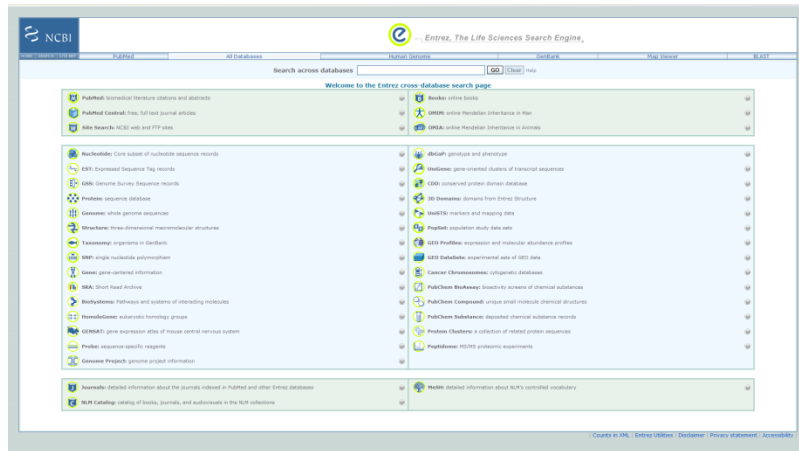 NCBI
Entrez, The Life Sciences Search Engine
PubMed All Databases Human Genome GenBank Map Viewer BLAST
Search across databases GO Clear Help
Welcome to the Entrez cross-database search page
PubMed: biomedical literature citations and abstracts
Books: online books
PubMed Central: free, full text journal articles
OMIM: online Mendelian Inheritance in Man
Site Search: NCBI web and FTP sites
OMIA: online Mendelian Inheritance in Animals
Nucleotide: Core subset of nucleotide sequence records
dbGaP: genotype and phenotype
EST: Expressed Sequence Tag records
UniGene: gene-oriented clusters of transcript sequences
GSS: Genome Survey Sequence records
CDD: conserved protein domain database
Protein: sequence database
3D Domains: domains from Entrez Structure
Genome: whole genome sequences
UniSTS: markers and mapping data
Structure: three-dimensional macromolecular structures
PopSet: population study data sets
Taxonomy: organisms in GenBank
GEO Profiles: expression and molecular abundance profiles
SNP: single nucleotide polymorphism
GEO DataSets: experimental sets of GEO data
Gene: gene-centered information
Cancer Chromosomes: cytogenetic databases
SRA: Short Read Archive
PubChem BioAssay: bioactivity screens of chemical substances
BioSystems: Pathways and systems of interacting molecules
PubChem Compound: unique small molecule chemical structures
HomoloGene: eukaryotic homology groups
PubChem Substance: deposited chemical substance records
GENSAT: gene expression atlas of mouse central nervous system
Protein Clusters: a collection of related protein sequences
Probe: sequence-specific reagents
Peptidome: MS/MS proteomic experiments
Genome Project: genome project information
Journals: detailed information about the journals indexed in PubMed and other Entrez databases
MeSH: detailed information about NLM's controlled vocabulary
NLM Catalog: catalog of books, journals, and audiovisuals in the NLM collections
| Counts in XML | Entrez Utilities | Disclaimer | Privacy statement | Accessibility |